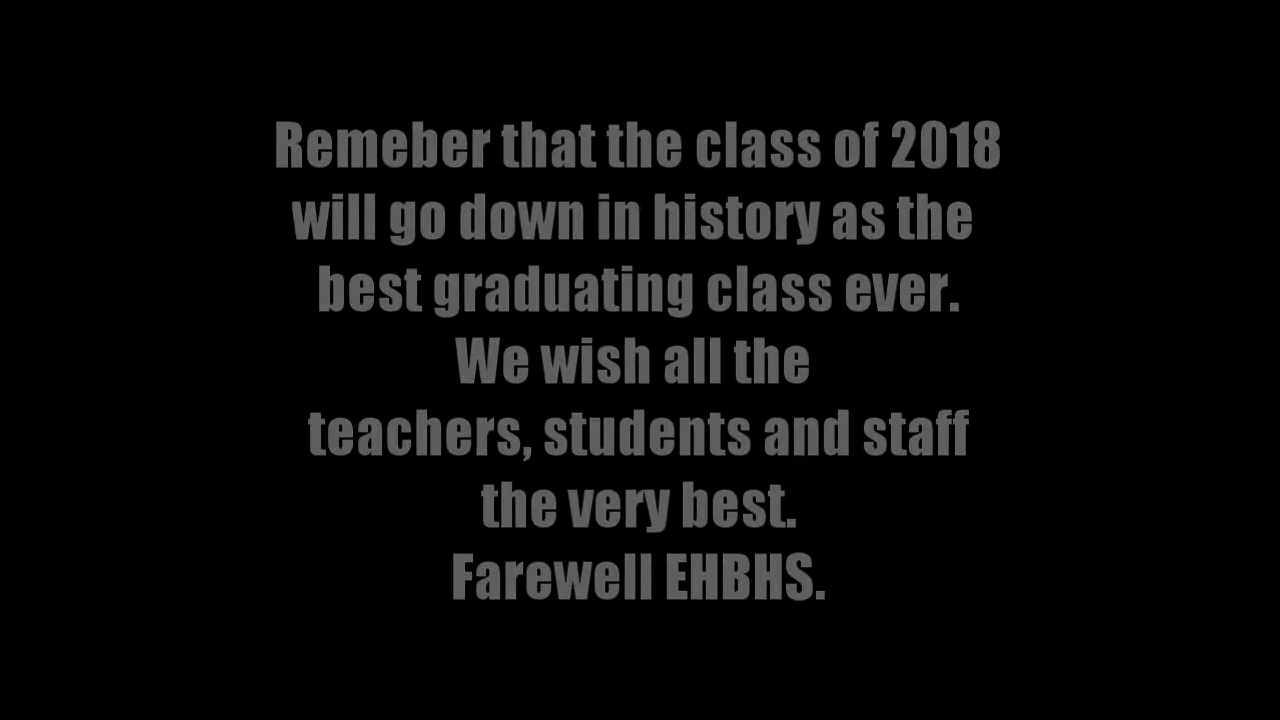 Remeber that the class of 2018
will go down in history as the
best graduating class ever.
We wish all the
teachers, students and staff
the very best.
Farewell EHBHS.